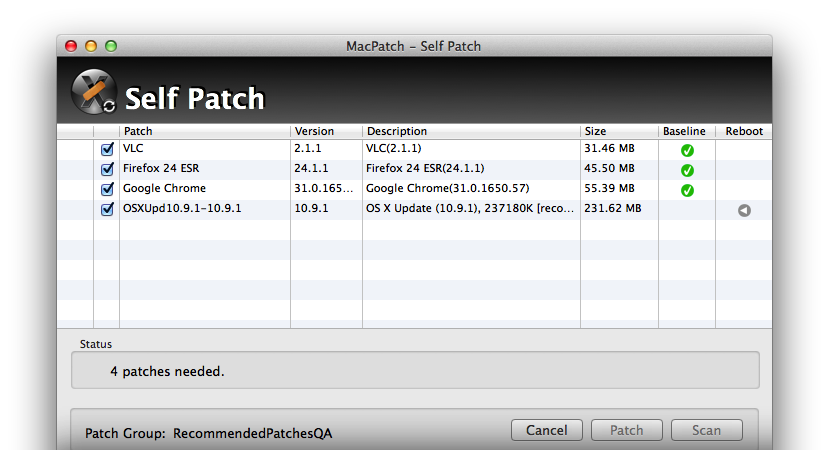 MacPatch – Self Patch
Self Patch
Patch Version Description Size Baseline Reboot
VLC 2.1.1 VLC(2.1.1) 31.46 MB
Firefox 24 ESR 24.1.1 Firefox 24 ESR(24.1.1) 45.50 MB
Google Chrome 31.0.165... Google Chrome(31.0.1650.57) 55.39 MB
OSXUpd10.9.1-10.9.1 10.9.1 OS X Update (10.9.1), 237180K [reco... 231.62 MB
Status
4 patches needed.
Patch Group: RecommendedPatchesQA Cancel Patch Scan